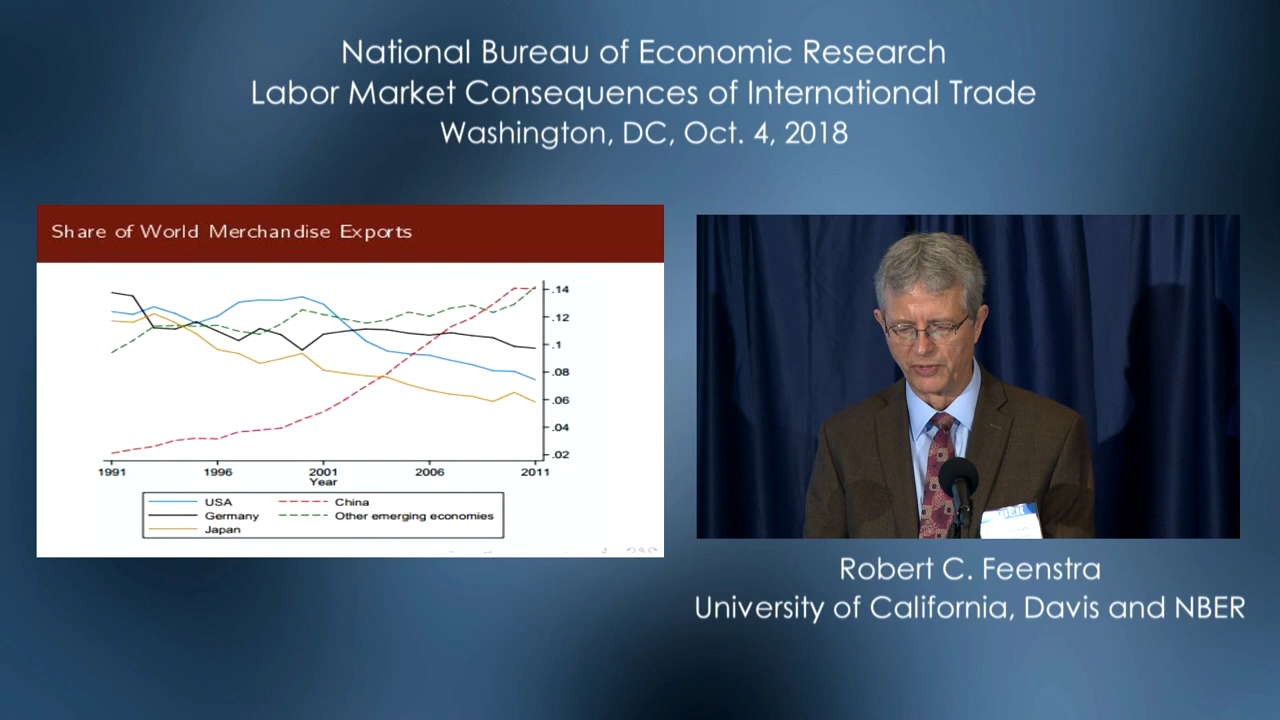 National Bureau of Economic Research
Labor Market Consequences of International Trade
Washington, DC, Oct. 4, 2018
Share of World Merchandise Exports
.14
.12
.1
.08
.06
.04
.02
1991 1996 2001 2006 2011
Year
USA China
Germany Other emerging economies
Japan
Robert C. Feenstra
University of California, Davis and NBER